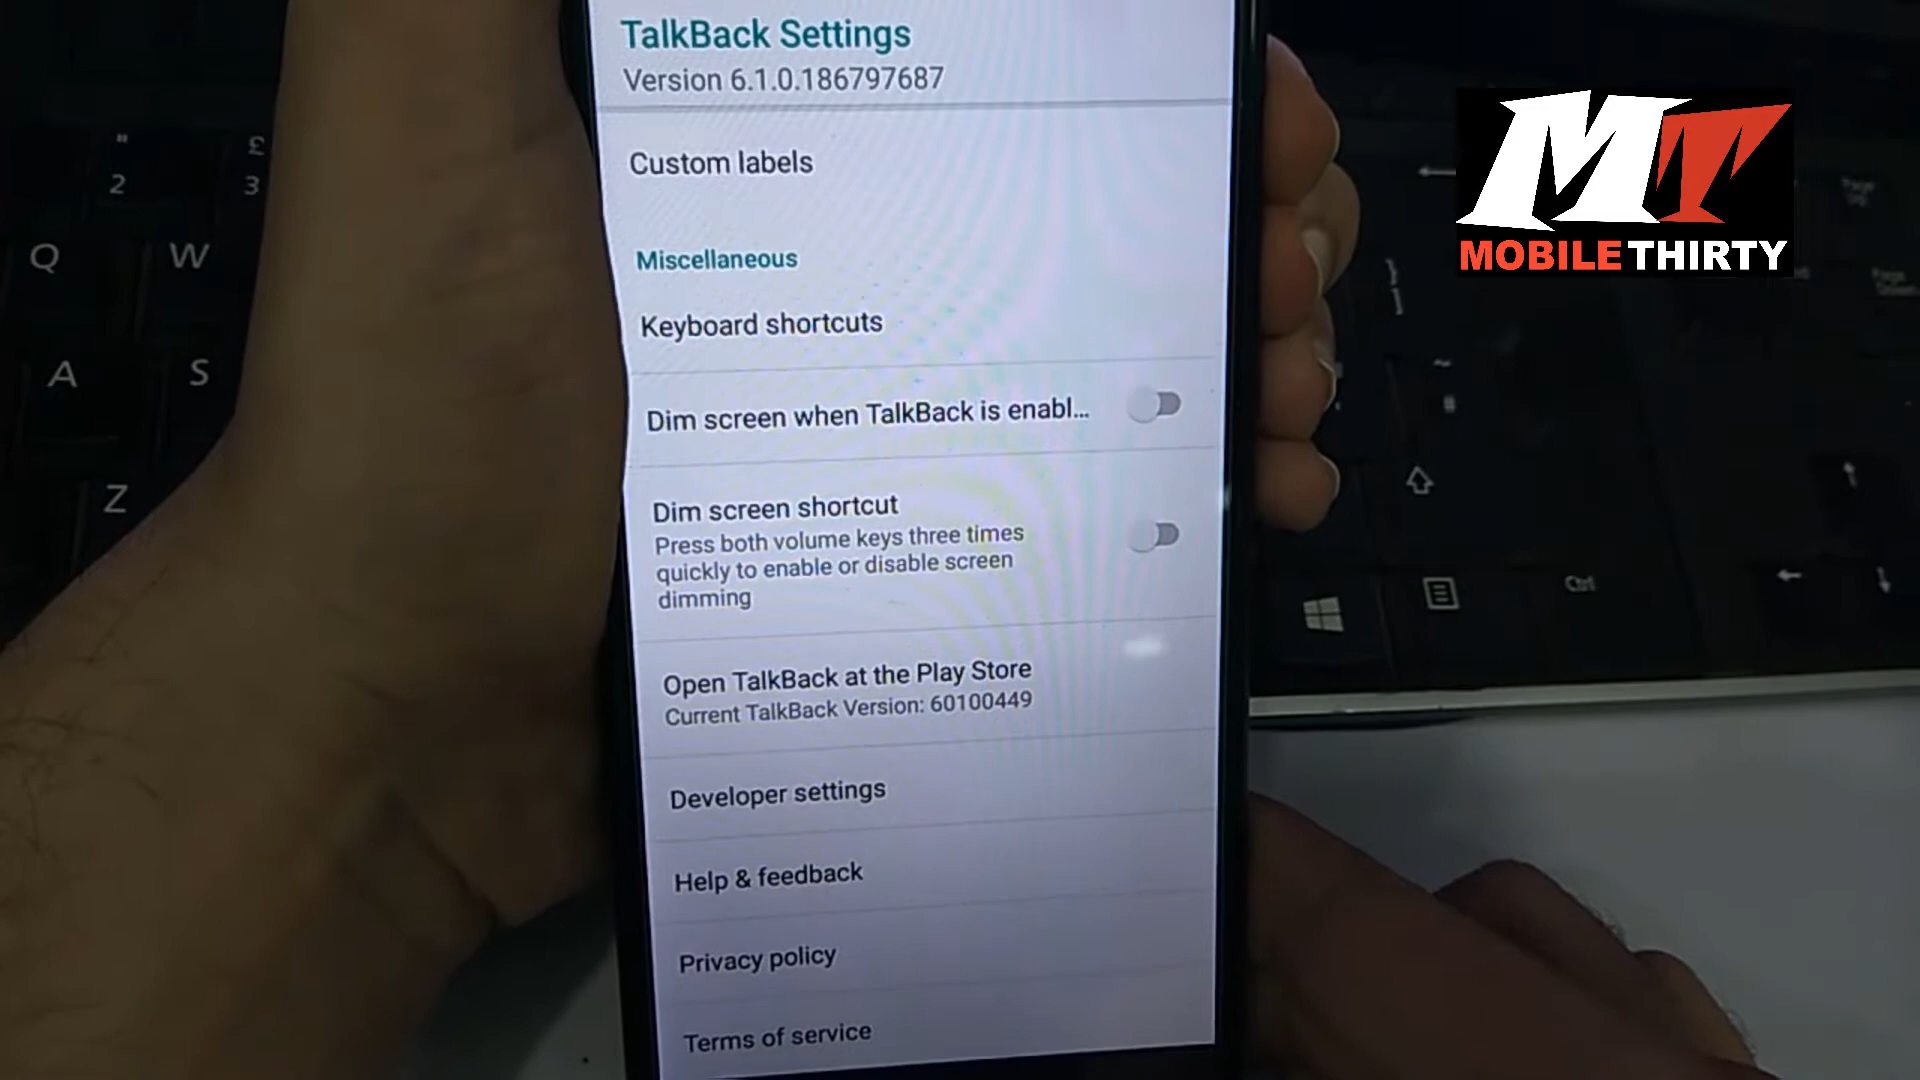 TalkBack Settings
Version 6.1.0.186797687
Custom labels
Miscellaneous
Keyboard shortcuts
Dim screen when TalkBack is enabl...
Dim screen shortcut
Press both volume keys three times
quickly to enable or disable screen
dimming
Open TalkBack at the Play Store
Current TalkBack Version: 60100449
Developer settings
Help & feedback
Privacy policy
Terms of service
MT
MOBILE THIRTY
" £
2 3
Q W
A S
Z
Ctrl